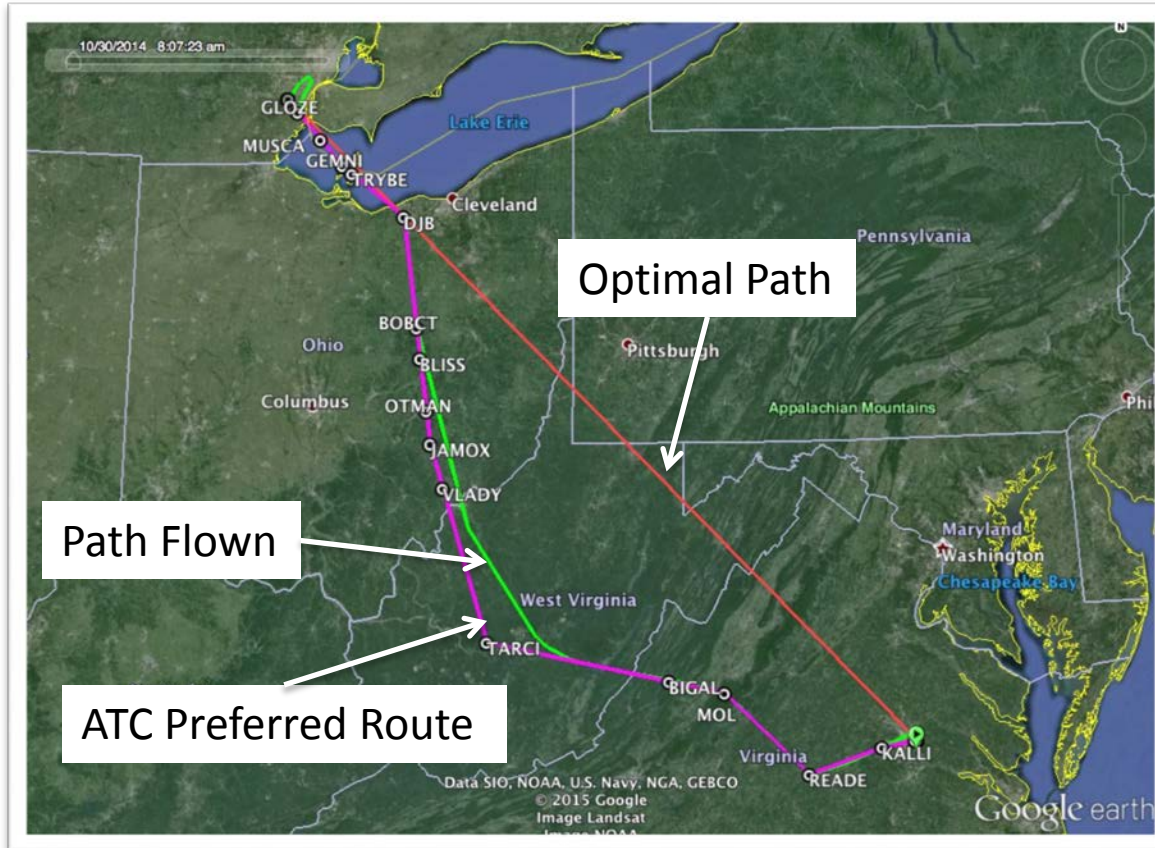 N
10/30/2014 8:07:23 am
GLOZE
Lake Erie
MUSCA
GEMNI
TRYBE
Cleveland
DJB
Pennsylvania
Optimal Path
BOBCT
Ohio
Pittsburgh
BLISS
Columbus
OTMAN
Appalachian Mountains
Phi
JAMOX
VLADY
Path Flown
Maryland
Washington
Chesapeake Bay
West Virginia
TARCI
BIGAL
ATC Preferred Route
MOL
Virginia
KALLI
READE
Data SIO, NOAA, U.S. Navy, NGA, GEBCO
© 2015 Google
Image Landsat
Image NOAA
Google earth